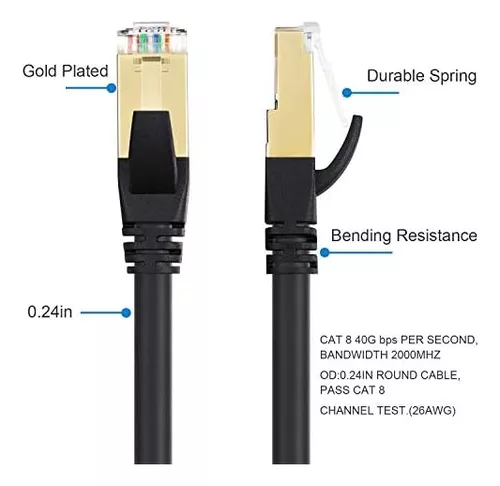 Gold Plated
Durable Spring
Bending Resistance
0.24in
CAT 8 40G bps PER SECOND,
BANDWIDTH 2000MHZ
OD:0.24IN ROUND CABLE,
PASS CAT 8
CHANNEL TEST.(26AWG)